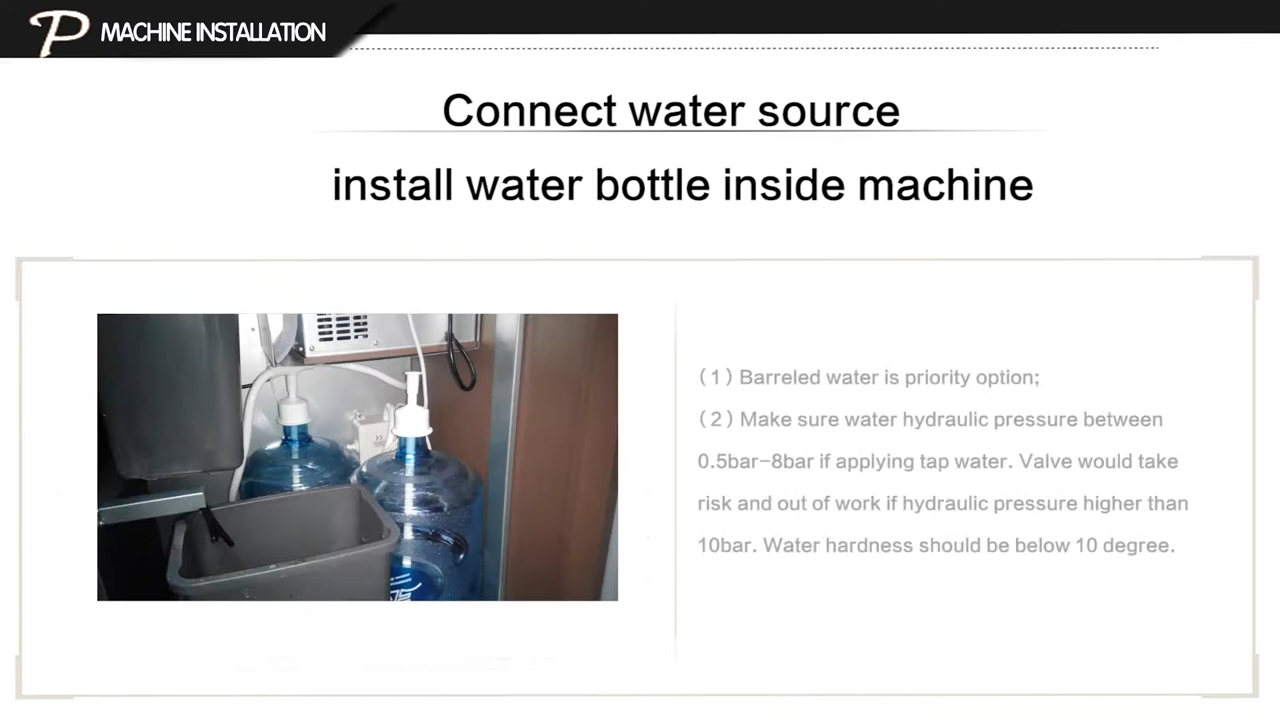 P MACHINE INSTALLATION
Connect water source
install water bottle inside machine
(1) Barreled water is priority option;
(2) Make sure water hydraulic pressure between
0.5bar-8bar if applying tap water. Valve would take
risk and out of work if hydraulic pressure higher than
10bar. Water hardness should be below 10 degree.